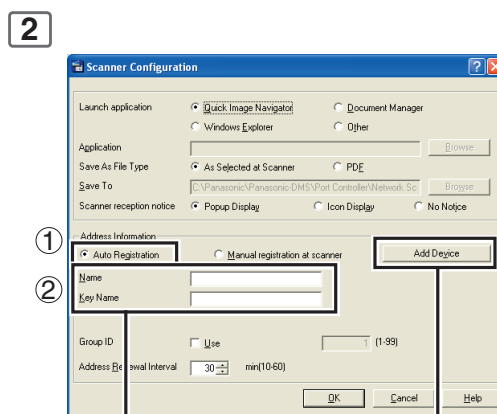 2
Scanner Configuration
Launch application Quick Image Navigator Document Manager
Windows Explorer Other
Application Browse
Save As File Type As Selected at Scanner PDF
Save To C:\Panasonic\Panasonic-DMS\Port Controller\Network Sc Browse
Scanner reception notice Popup Display Icon Display No Notice
Address Information
① Auto Registration Manual registration at scanner Add Device
② Name
Key Name
Group ID Use 1 (1-99)
Address Renewal Interval 30 min(10-60)
OK Cancel Help